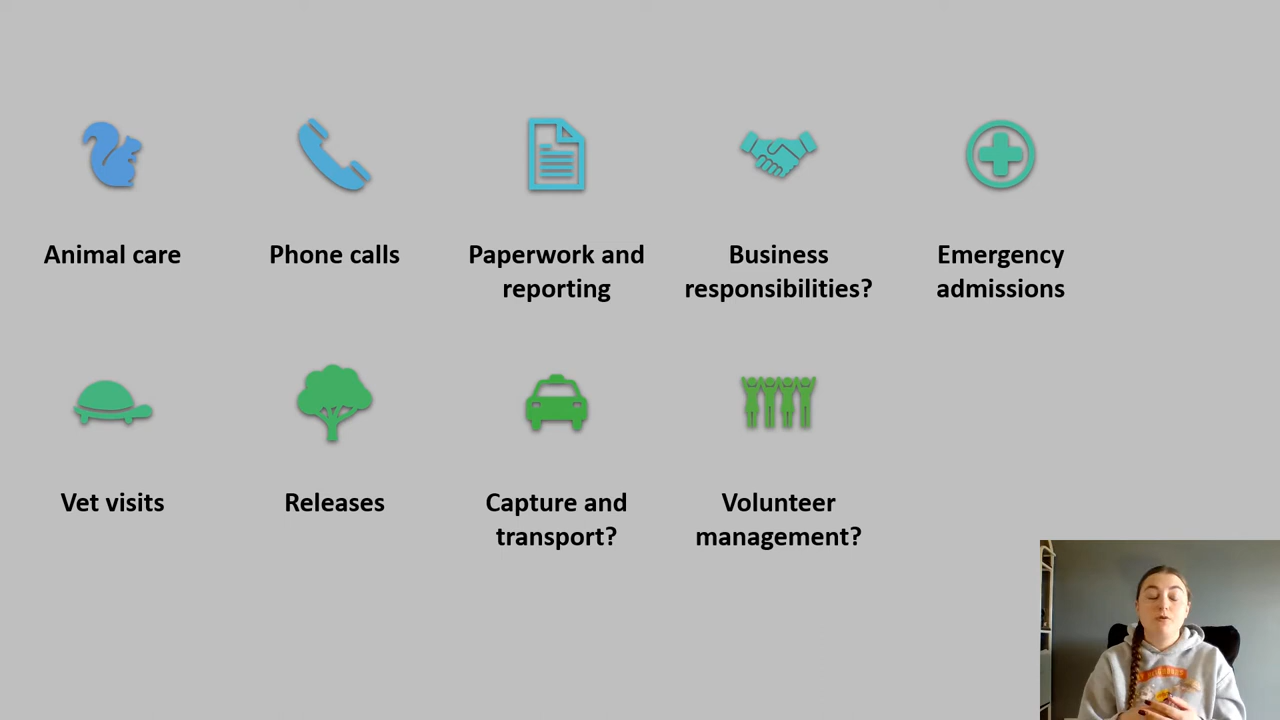 Animal care
Phone calls
Paperwork and
reporting
Business
responsibilities?
Emergency
admissions
Vet visits
Releases
Capture and
transport?
Volunteer
management?